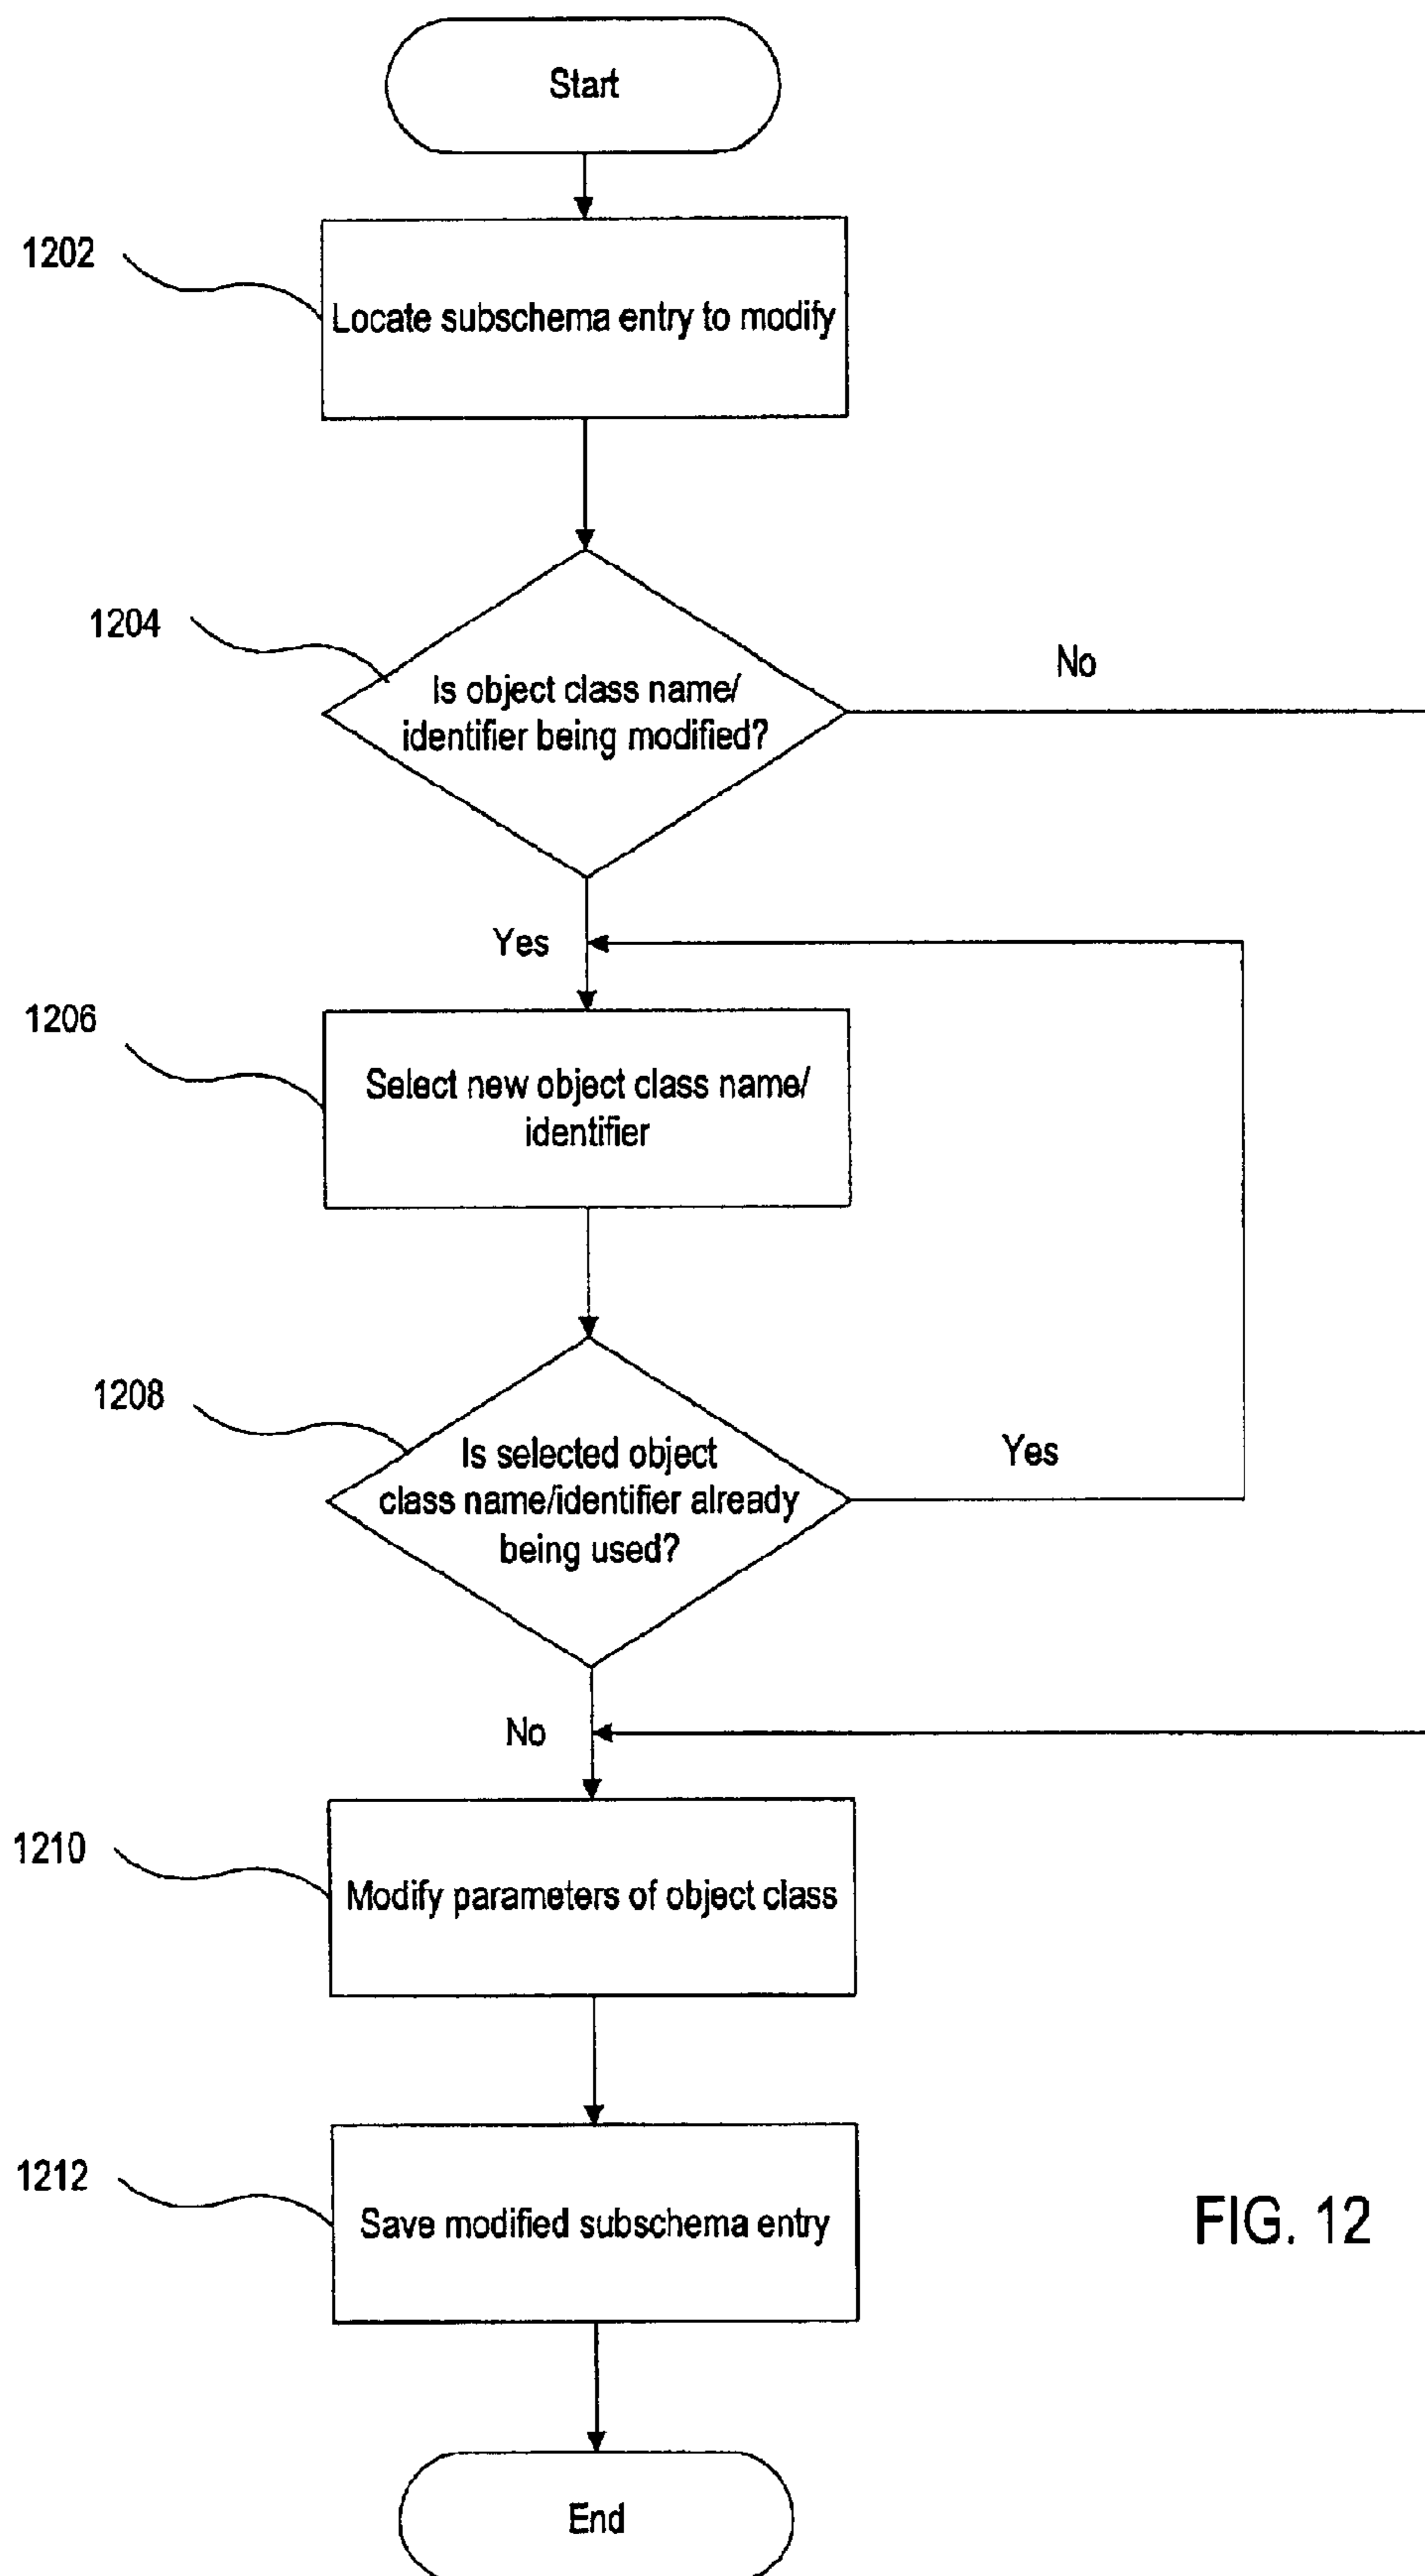 Start
1202
Locate subschema entry to modify
1204
Is object class name/
identifier being modified?
No
Yes
1206
Select new object class name/
identifier
1208
Is selected object
class name/identifier already
being used?
Yes
No
1210
Modify parameters of object class
1212
Save modified subschema entry
FIG. 12
End